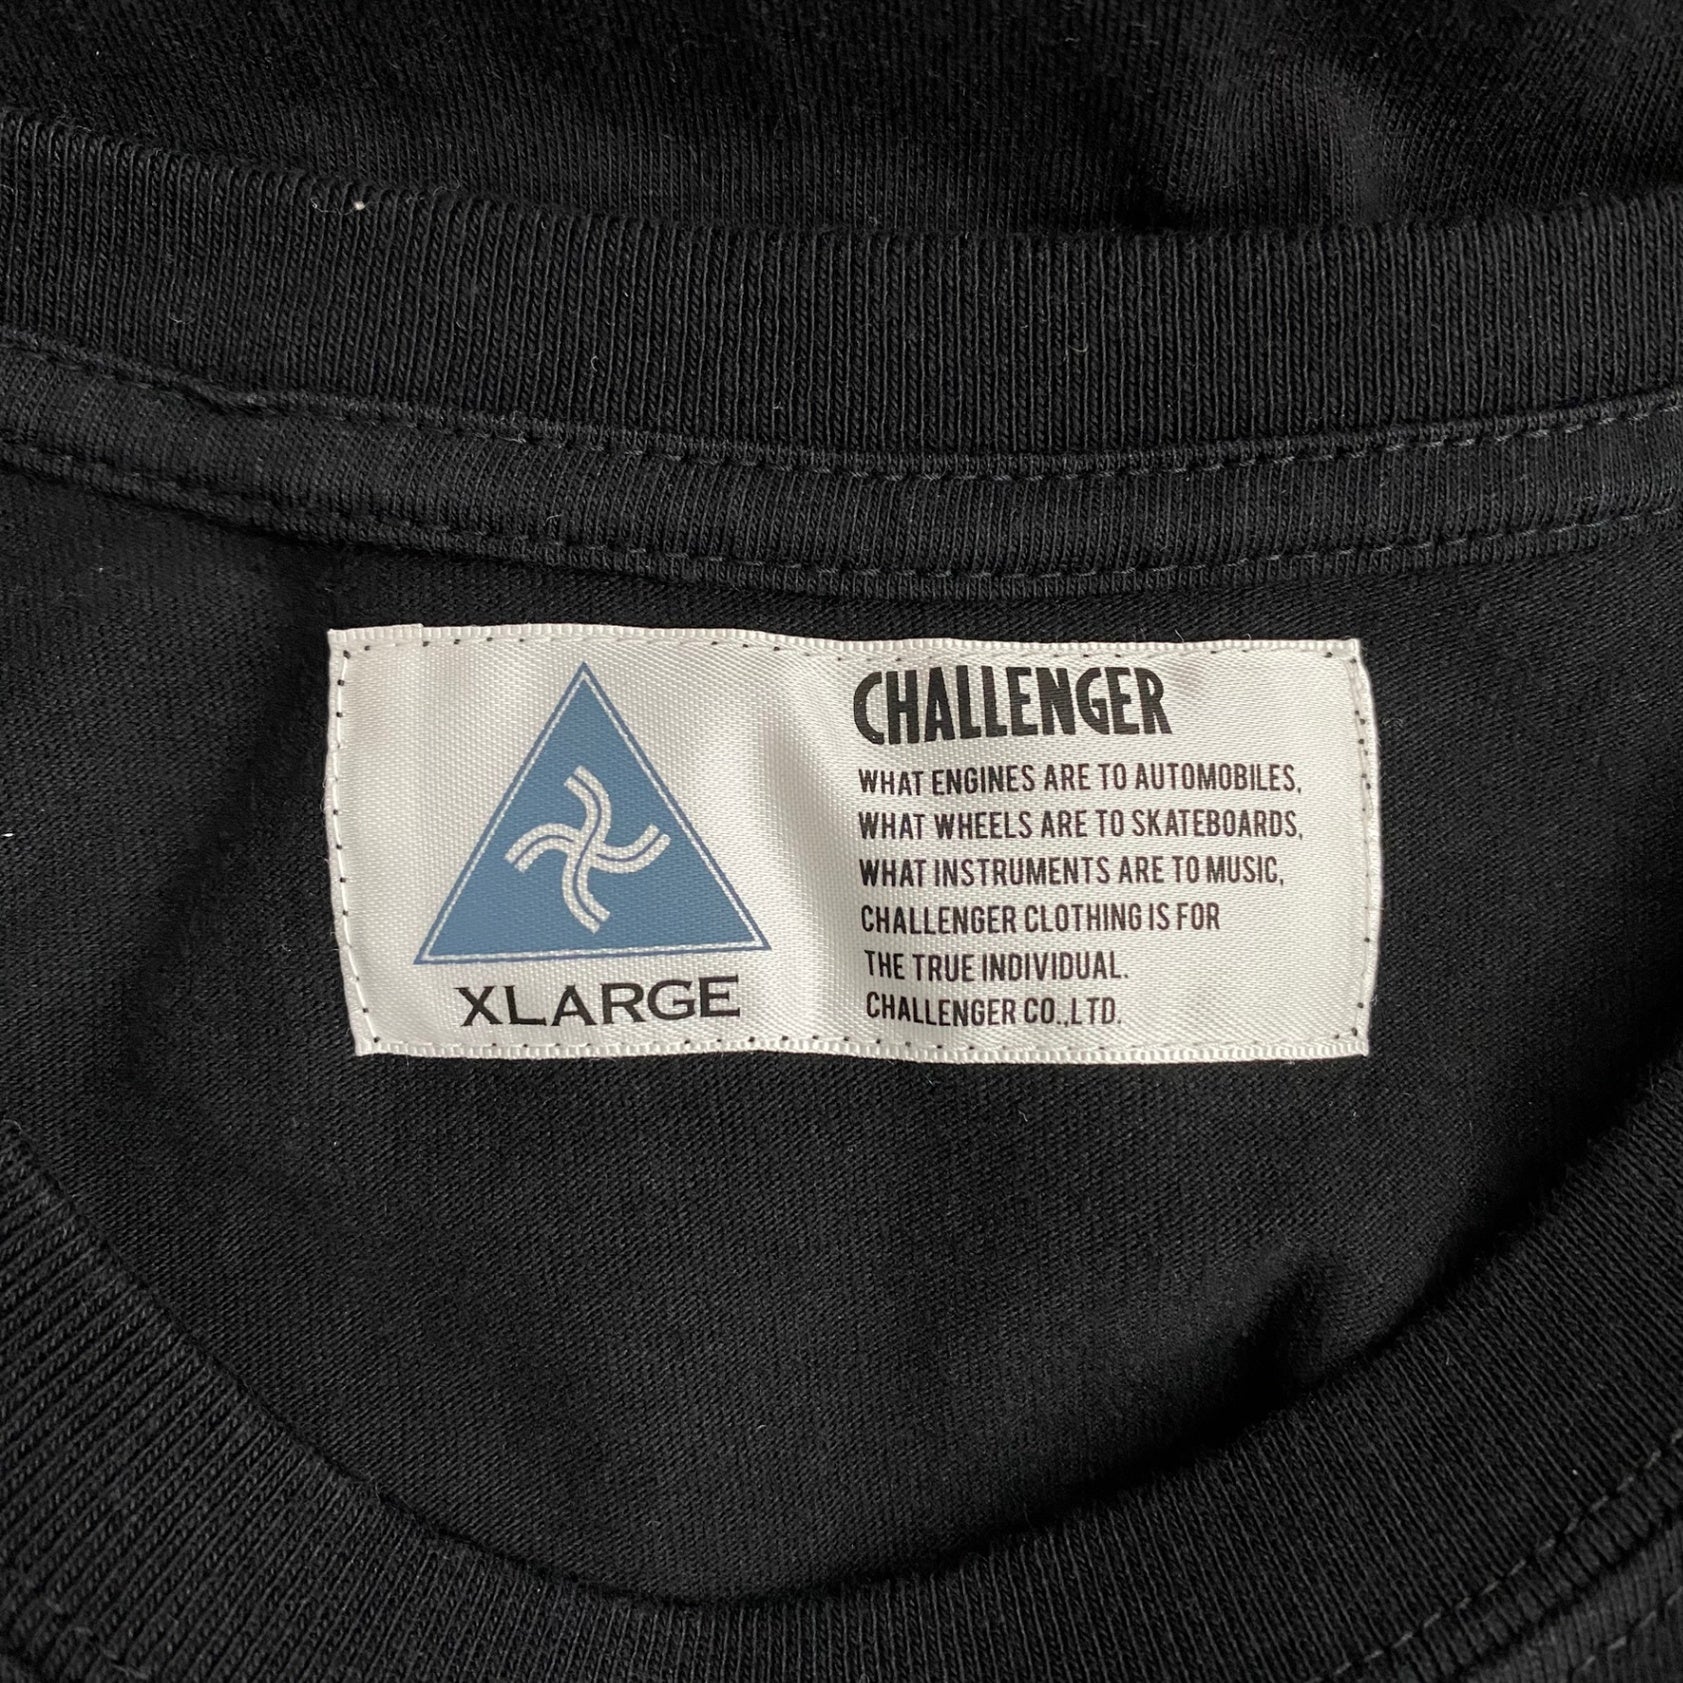 XLARGE
CHALLENGER
WHAT ENGINES ARE TO AUTOMOBILES,
WHAT WHEELS ARE TO SKATEBOARDS,
WHAT INSTRUMENTS ARE TO MUSIC,
CHALLENGER CLOTHING IS FOR
THE TRUE INDIVIDUAL.
CHALLENGER CO.,LTD.